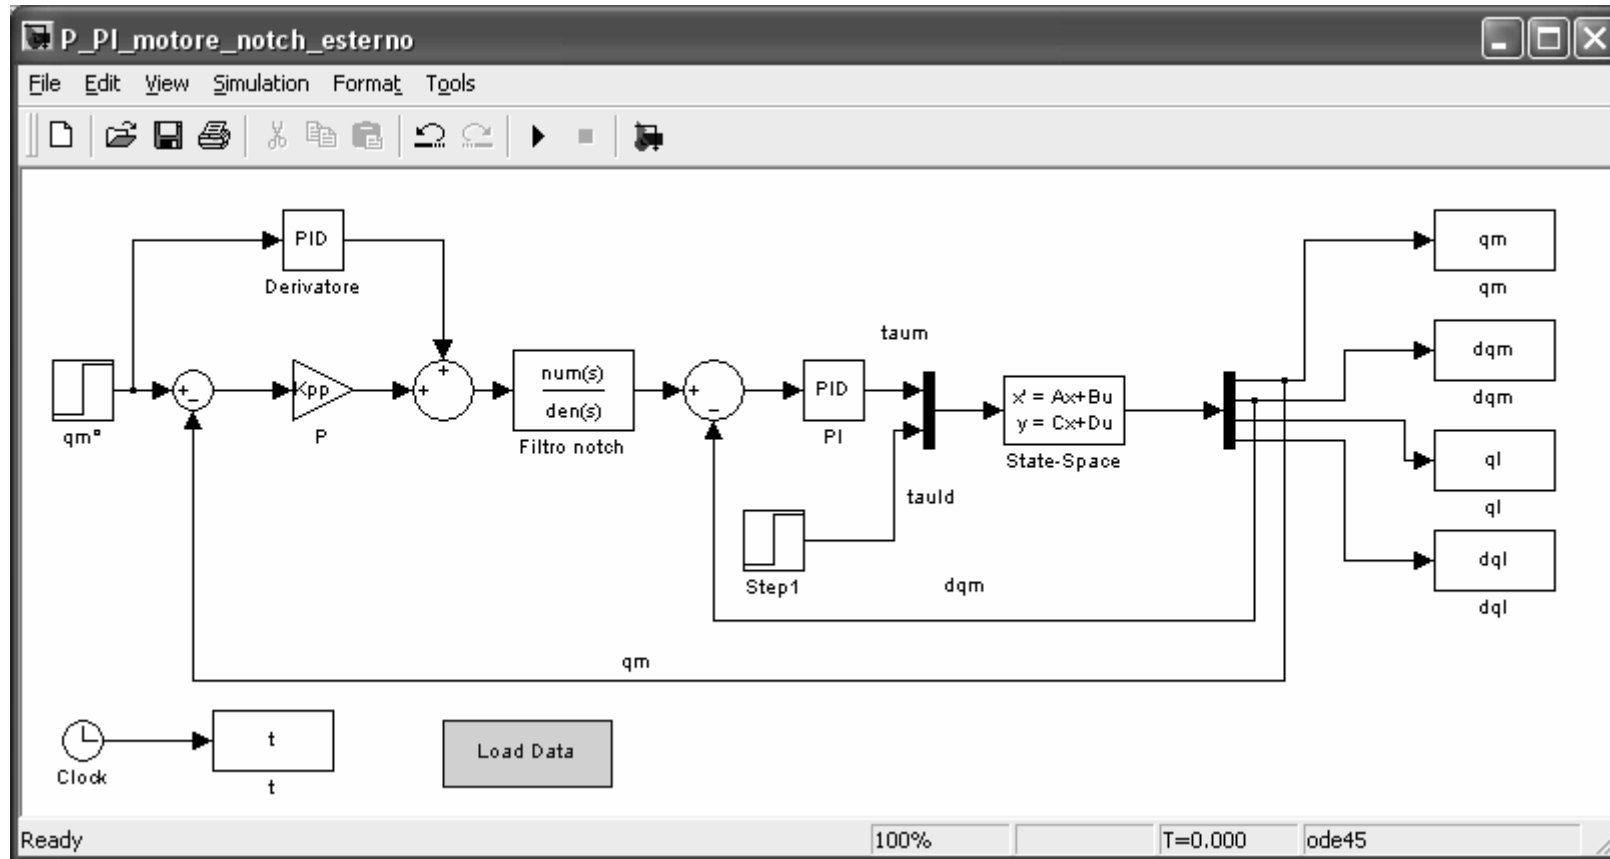 P_PI_motore_notch_esterno
File Edit View Simulation Format Tools
PID
Derivatore
qm°
+
-
Kpp
P
+
+
num(s)
den(s)
Filtro notch
+
-
PID
PI
taum
tauld
Step1
x' = Ax+Bu
y = Cx+Du
State-Space
qm
qm
dqm
dqm
ql
ql
dql
dql
dqm
qm
Clock
t
t
Load Data
Ready 100% T=0.000 ode45